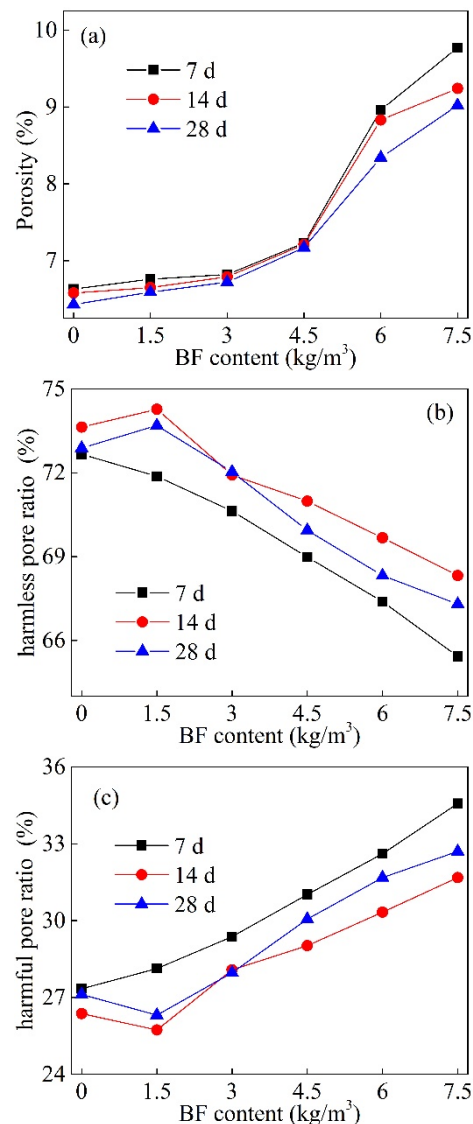 (a)
7 d
14 d
28 d
Porosity (%)
10
9
8
7
0 1.5 3 4.5 6 7.5
BF content (kg/m³)
(b)
7 d
14 d
28 d
harmless pore ratio (%)
75
72
69
66
0 1.5 3 4.5 6 7.5
BF content (kg/m³)
(c)
7 d
14 d
28 d
harmful pore ratio (%)
36
33
30
27
24
0 1.5 3 4.5 6 7.5
BF content (kg/m³)